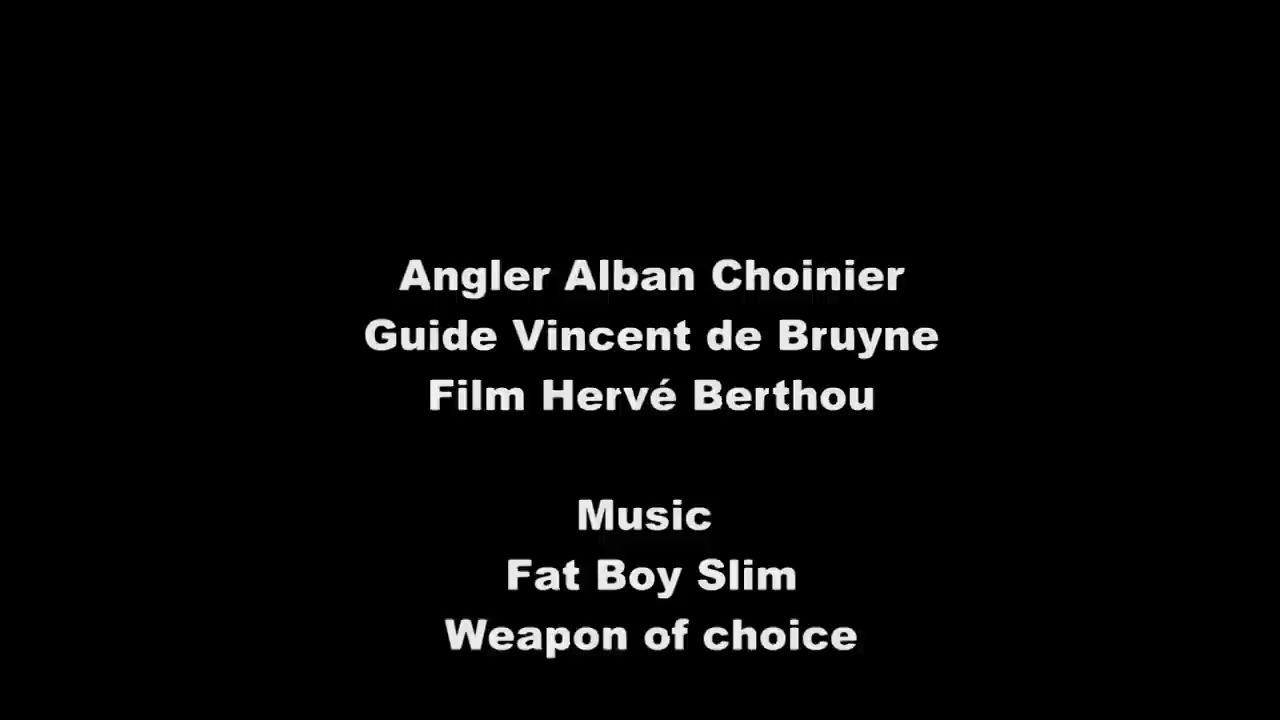 Angler Alban Choinier
Guide Vincent de Bruyne
Film Hervé Berthou
Music
Fat Boy Slim
Weapon of choice